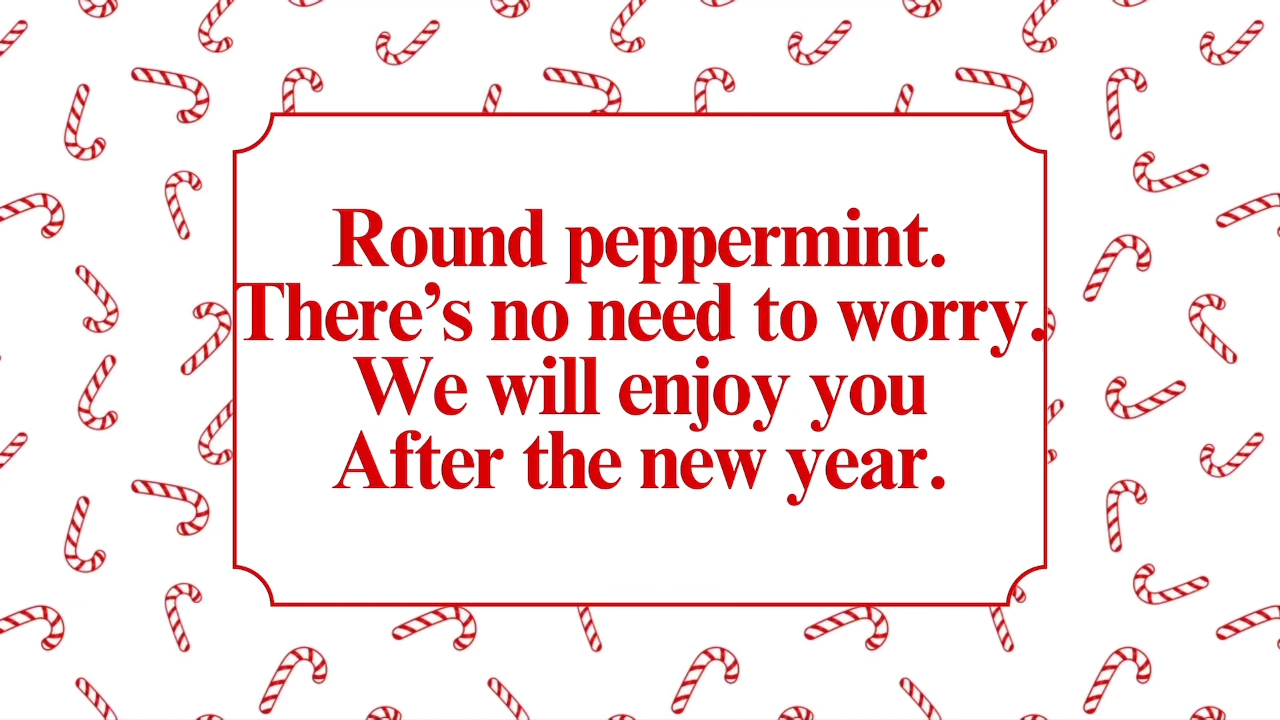 Round peppermint.
There’s no need to worry.
We will enjoy you
After the new year.